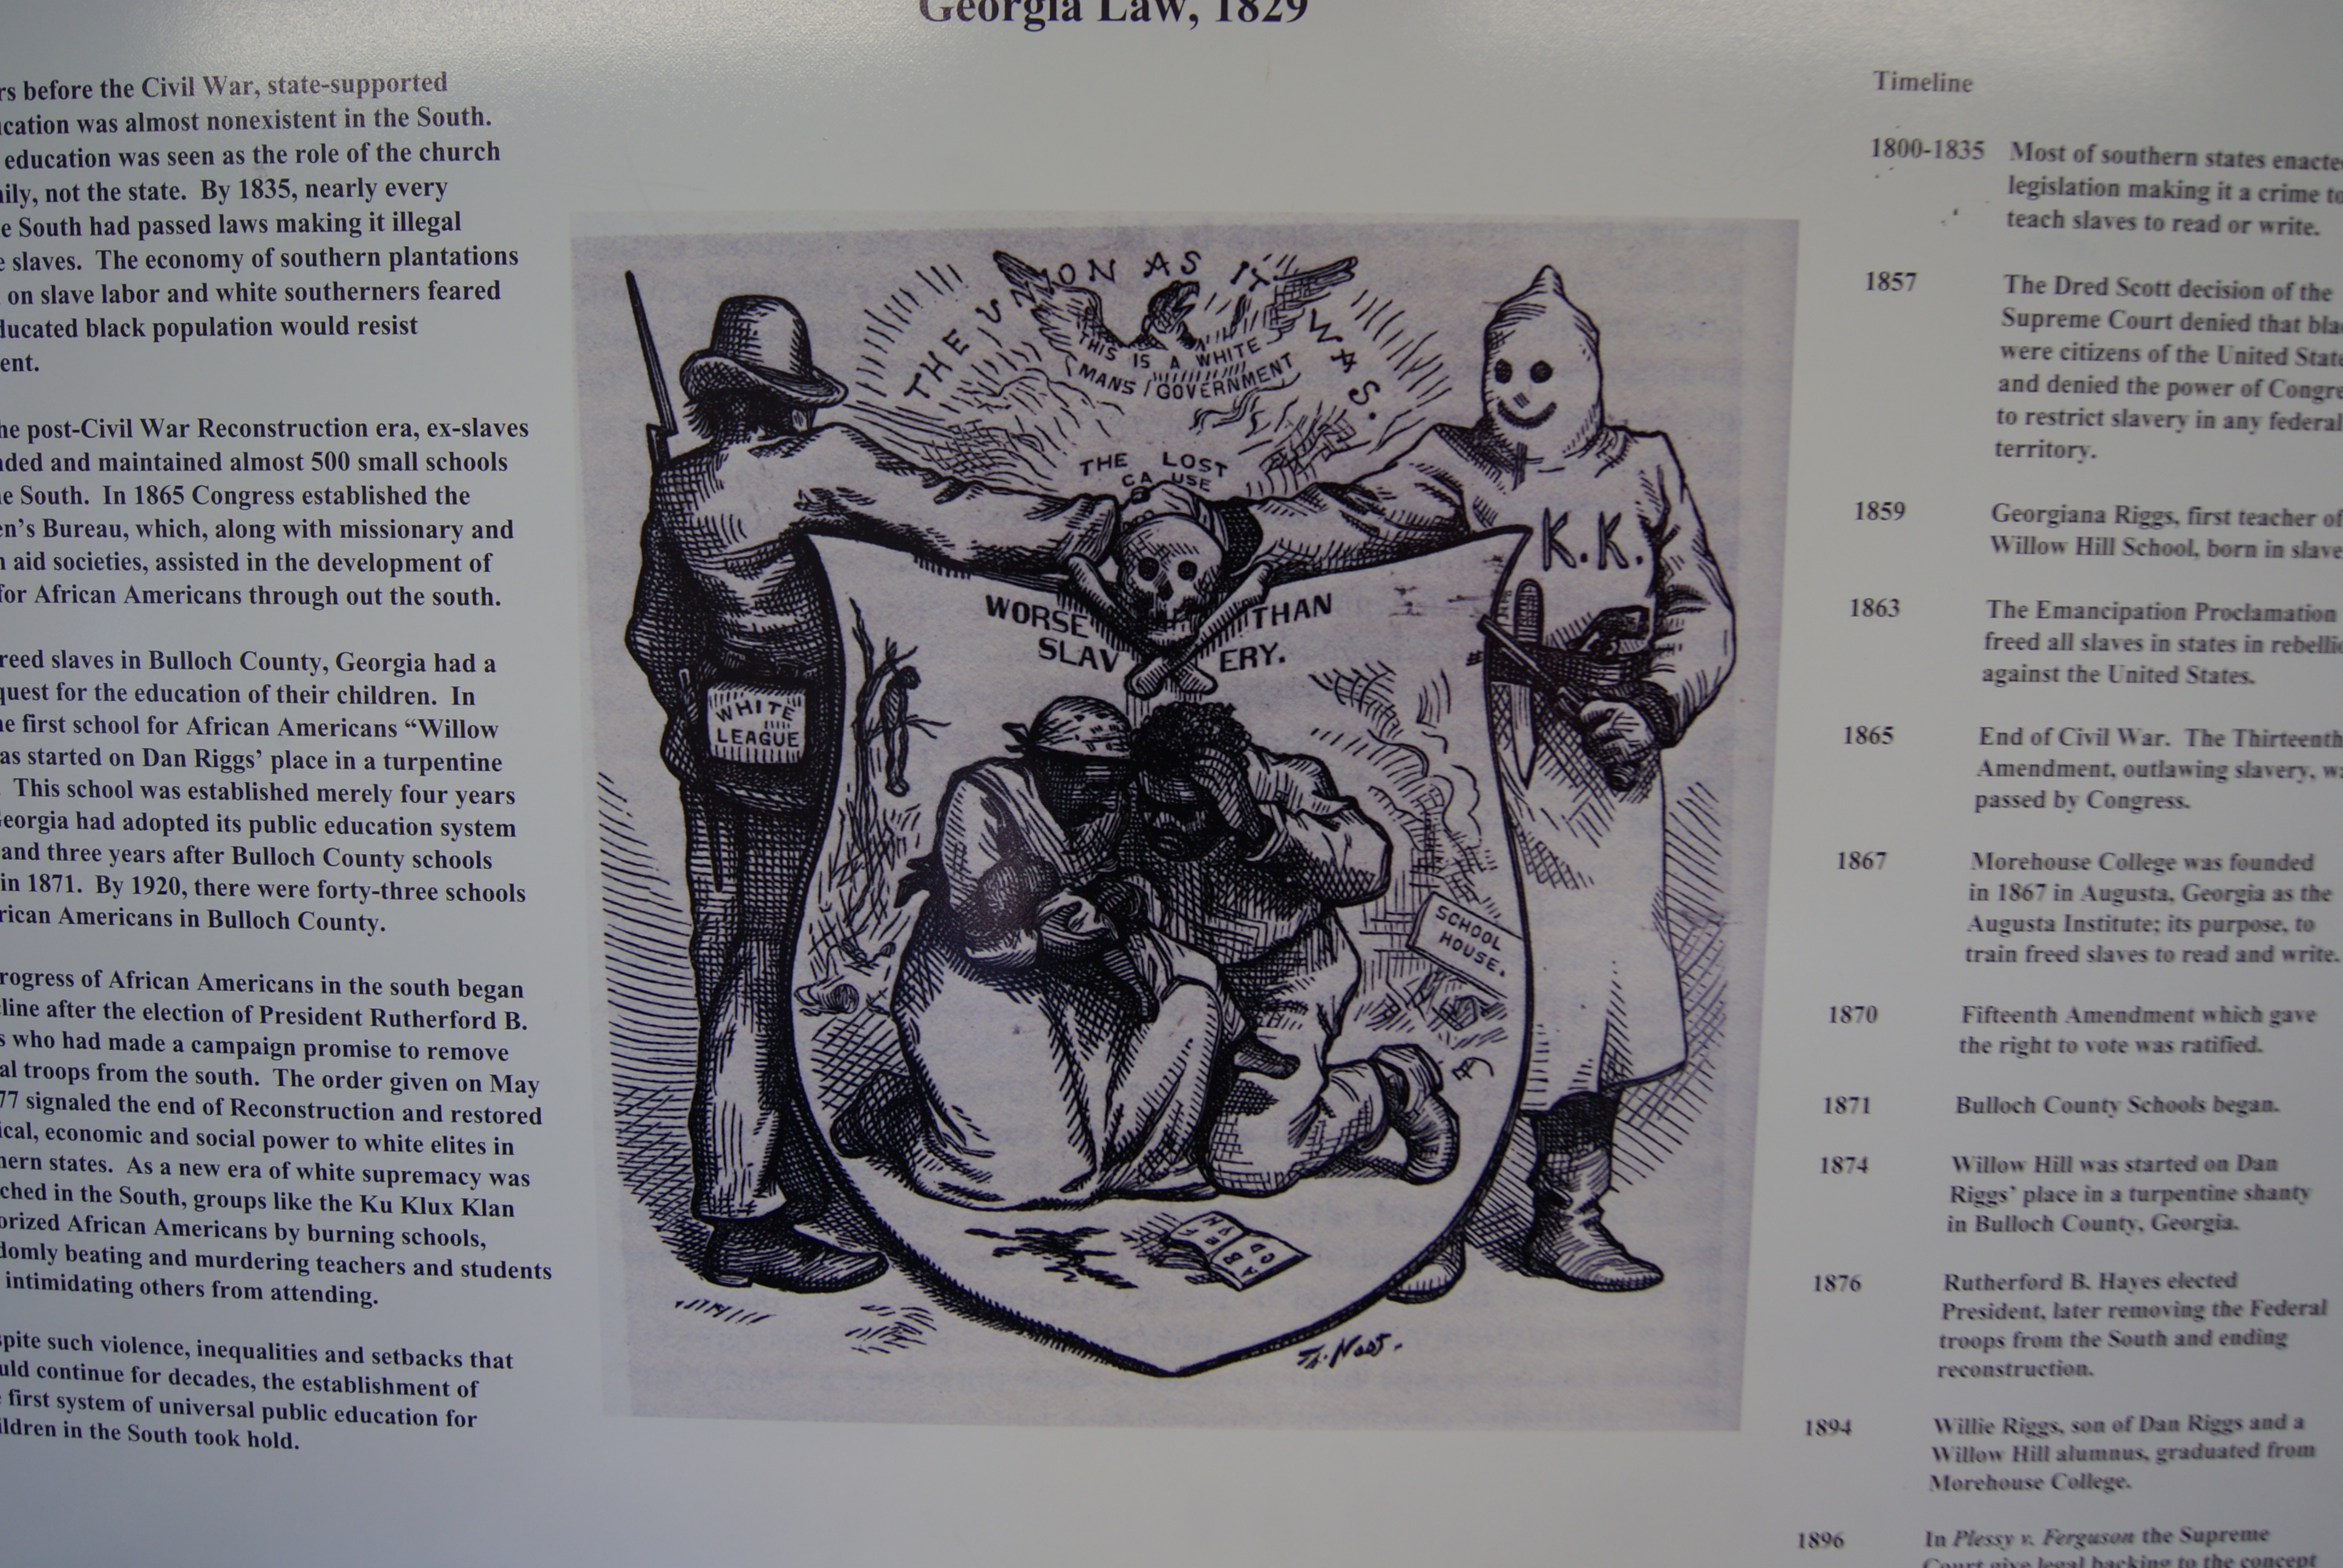 Georgia Law, 1829
rs before the Civil War, state-supported
ication was almost nonexistent in the South.
education was seen as the role of the church
ily, not the state. By 1835, nearly every
e South had passed laws making it illegal
e slaves. The economy of southern plantations
on slave labor and white southerners feared
ducated black population would resist
ent.
he post-Civil War Reconstruction era, ex-slaves
nded and maintained almost 500 small schools
he South. In 1865 Congress established the
en's Bureau, which, along with missionary and
n aid societies, assisted in the development of
for African Americans through out the south.
reed slaves in Bulloch County, Georgia had a
quest for the education of their children. In
he first school for African Americans “Willow
as started on Dan Riggs' place in a turpentine
This school was established merely four years
Georgia had adopted its public education system
and three years after Bulloch County schools
in 1871. By 1920, there were forty-three schools
rican Americans in Bulloch County.
rogress of African Americans in the south began
line after the election of President Rutherford B.
s who had made a campaign promise to remove
al troops from the south. The order given on May
77 signaled the end of Reconstruction and restored
ical, economic and social power to white elites in
hern states. As a new era of white supremacy was
ched in the South, groups like the Ku Klux Klan
orized African Americans by burning schools,
domly beating and murdering teachers and students
intimidating others from attending.
spite such violence, inequalities and setbacks that
uld continue for decades, the establishment of
first system of universal public education for
ildren in the South took hold.
THE UNION AS IT WAS.
THIS IS A WHITE
MANS GOVERNMENT
THE LOST
CAUSE
WORSE THAN
SLAVERY.
K.K.
WHITE
LEAGUE
SCHOOL
HOUSE.
Th. Nast.
Timeline
1800-1835 Most of southern states enacte
legislation making it a crime to
teach slaves to read or write.
1857 The Dred Scott decision of the
Supreme Court denied that bla
were citizens of the United State
and denied the power of Congre
to restrict slavery in any federal
territory.
1859 Georgiana Riggs, first teacher of
Willow Hill School, born in slave
1863 The Emancipation Proclamation
freed all slaves in states in rebelli
against the United States.
1865 End of Civil War. The Thirteenth
Amendment, outlawing slavery, wa
passed by Congress.
1867 Morehouse College was founded
in 1867 in Augusta, Georgia as the
Augusta Institute; its purpose, to
train freed slaves to read and write.
1870 Fifteenth Amendment which gave
the right to vote was ratified.
1871 Bulloch County Schools began.
1874 Willow Hill was started on Dan
Riggs' place in a turpentine shanty
in Bulloch County, Georgia.
1876 Rutherford B. Hayes elected
President, later removing the Federal
troops from the South and ending
reconstruction.
1894 Willie Riggs, son of Dan Riggs and a
Willow Hill alumnus, graduated from
Morehouse College.
1896 In Plessy v. Ferguson the Supreme
Court give legal backing to the concept